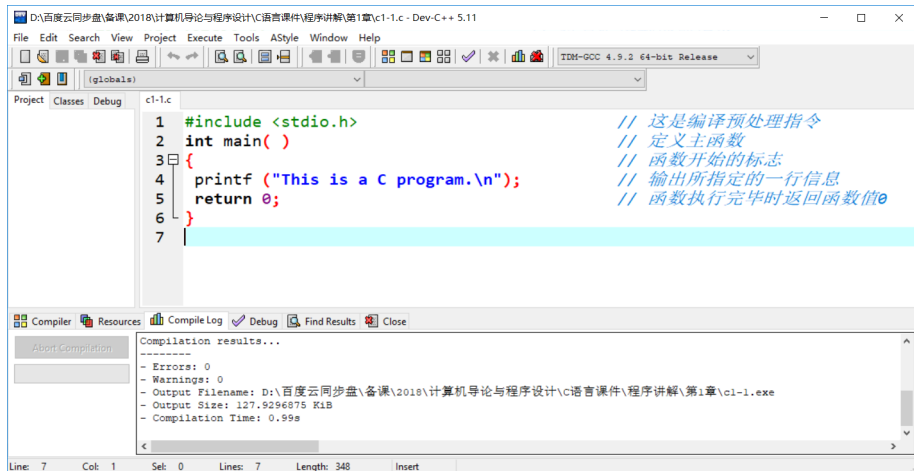 D:\百度云同步盘\备课\2018\计算机导论与程序设计\C语言课件\程序讲解\第1章\c1-1.c - Dev-C++ 5.11
File Edit Search View Project Execute Tools AStyle Window Help
TDM-GCC 4.9.2 64-bit Release
(globals)
Project Classes Debug c1-1.c
1 #include <stdio.h> // 这是编译预处理指令
2 int main( ) // 定义主函数
3 { // 函数开始的标志
4 printf ("This is a C program.\n"); // 输出所指定的一行信息
5 return 0; // 函数执行完毕时返回函数值0
6 }
7
Compiler Resources Compile Log Debug Find Results Close
Abort Compilation
Compilation results...
--------
- Errors: 0
- Warnings: 0
- Output Filename: D:\百度云同步盘\备课\2018\计算机导论与程序设计\C语言课件\程序讲解\第1章\c1-1.exe
- Output Size: 127.9296875 KiB
- Compilation Time: 0.99s
Line: 7 Col: 1 Sel: 0 Lines: 7 Length: 348 Insert